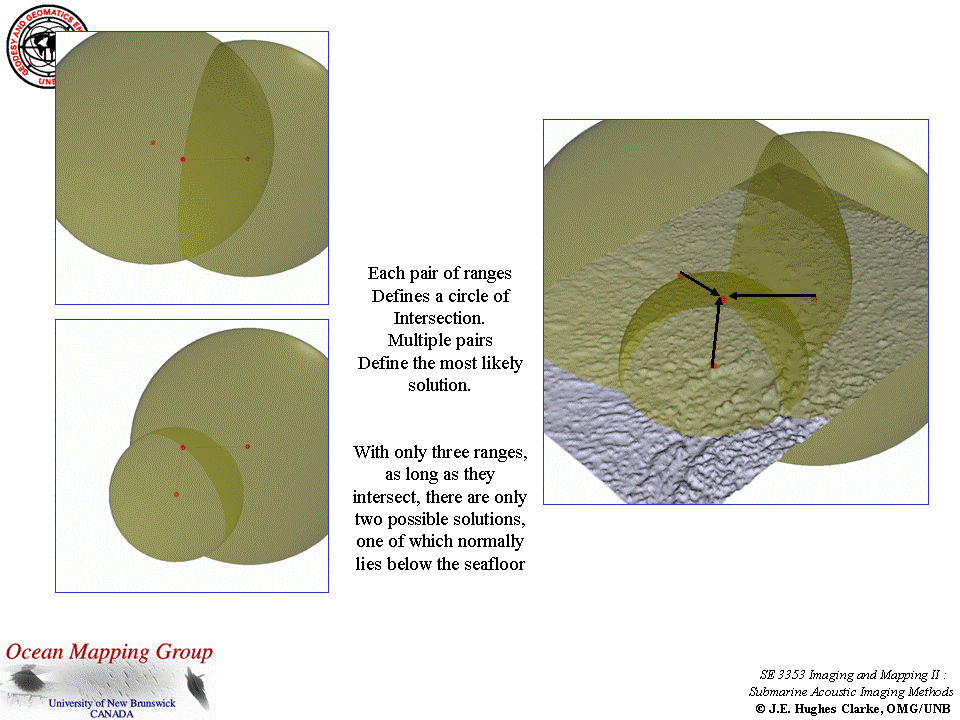 GEODESY AND GEOMATICS EN
UNB
Each pair of ranges
Defines a circle of
Intersection.
Multiple pairs
Define the most likely
solution.
With only three ranges,
as long as they
intersect, there are only
two possible solutions,
one of which normally
lies below the seafloor
Ocean Mapping Group
University of New Brunswick
CANADA
SE 3353 Imaging and Mapping II :
Submarine Acoustic Imaging Methods
© J.E. Hughes Clarke, OMG/UNB